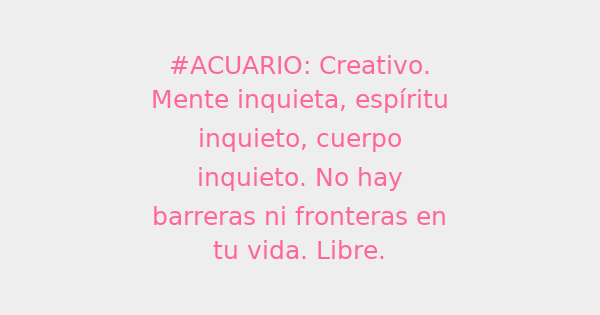 #ACUARIO: Creativo.
Mente inquieta, espíritu
inquieto, cuerpo
inquieto. No hay
barreras ni fronteras en
tu vida. Libre.